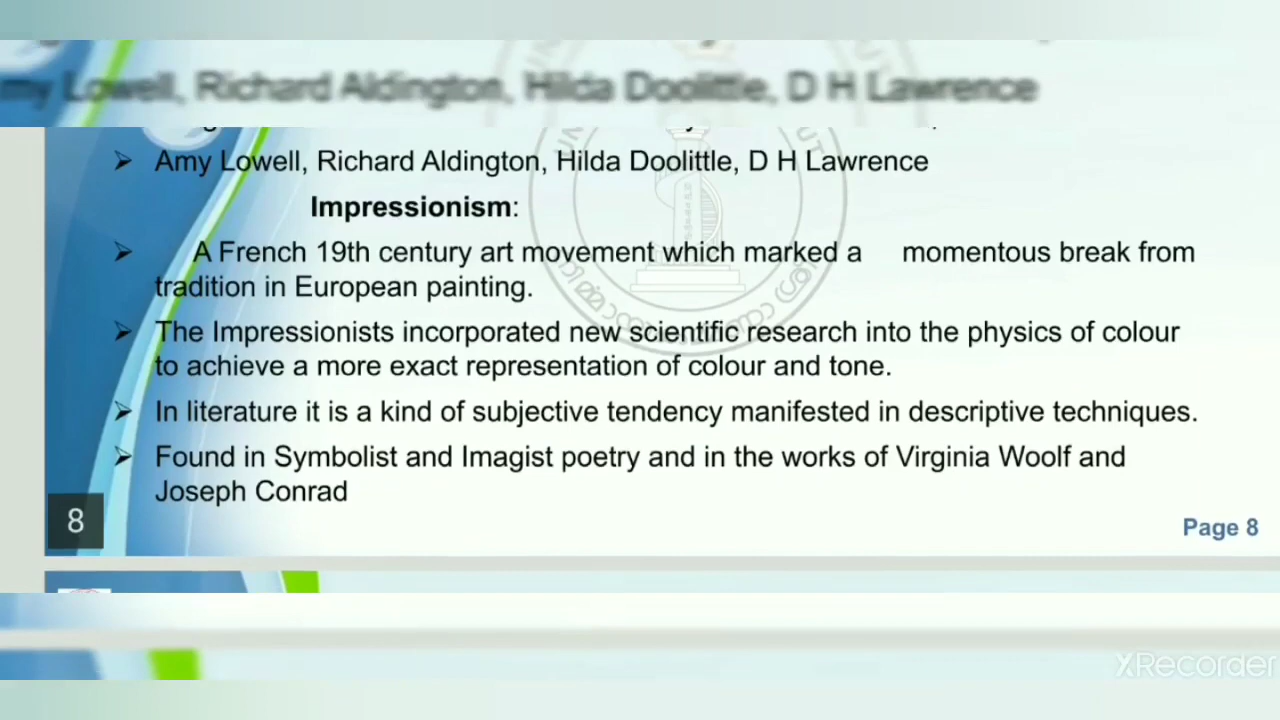 my Lowell, Richard Aldington, Hilda Doolittle, D H Lawrence
➢ Amy Lowell, Richard Aldington, Hilda Doolittle, D H Lawrence
Impressionism:
➢ A French 19th century art movement which marked a momentous break from
tradition in European painting.
➢ The Impressionists incorporated new scientific research into the physics of colour
to achieve a more exact representation of colour and tone.
➢ In literature it is a kind of subjective tendency manifested in descriptive techniques.
➢ Found in Symbolist and Imagist poetry and in the works of Virginia Woolf and
Joseph Conrad
8
Page 8
XRecorder